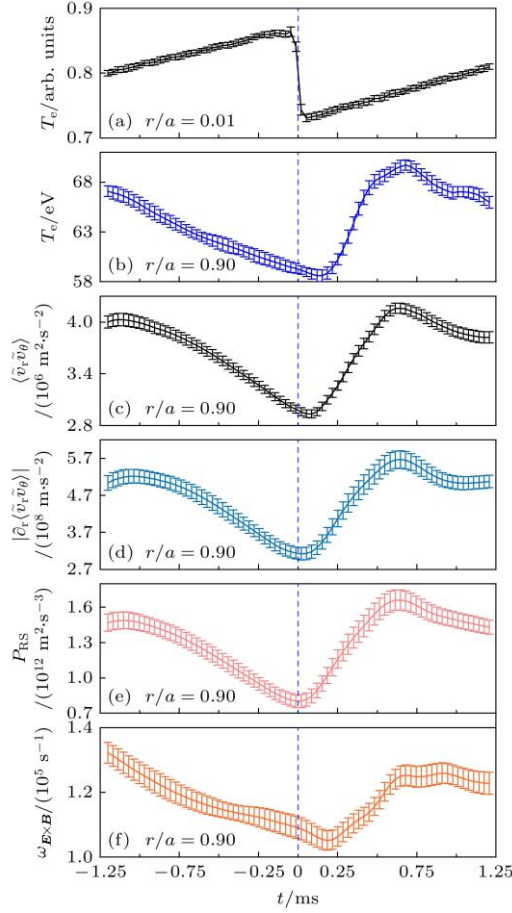 0.9
0.8
0.7
T_e/arb. units
(a) r/a = 0.01
68
63
58
T_e/eV
(b) r/a = 0.90
4.0
3.4
2.8
⟨ṽ_rṽ_θ⟩
/(10^6 m^2·s^−2)
(c) r/a = 0.90
5.7
4.7
3.7
2.7
|∂_r⟨ṽ_rṽ_θ⟩|
/(10^8 m·s^−2)
(d) r/a = 0.90
1.6
1.3
1.0
0.7
P_RS
/(10^12 m^2·s^−3)
(e) r/a = 0.90
1.4
1.2
1.0
ω_E×B/(10^5 s^−1)
(f) r/a = 0.90
−1.25 −0.75 −0.25 0 0.25 0.75 1.25
t/ms